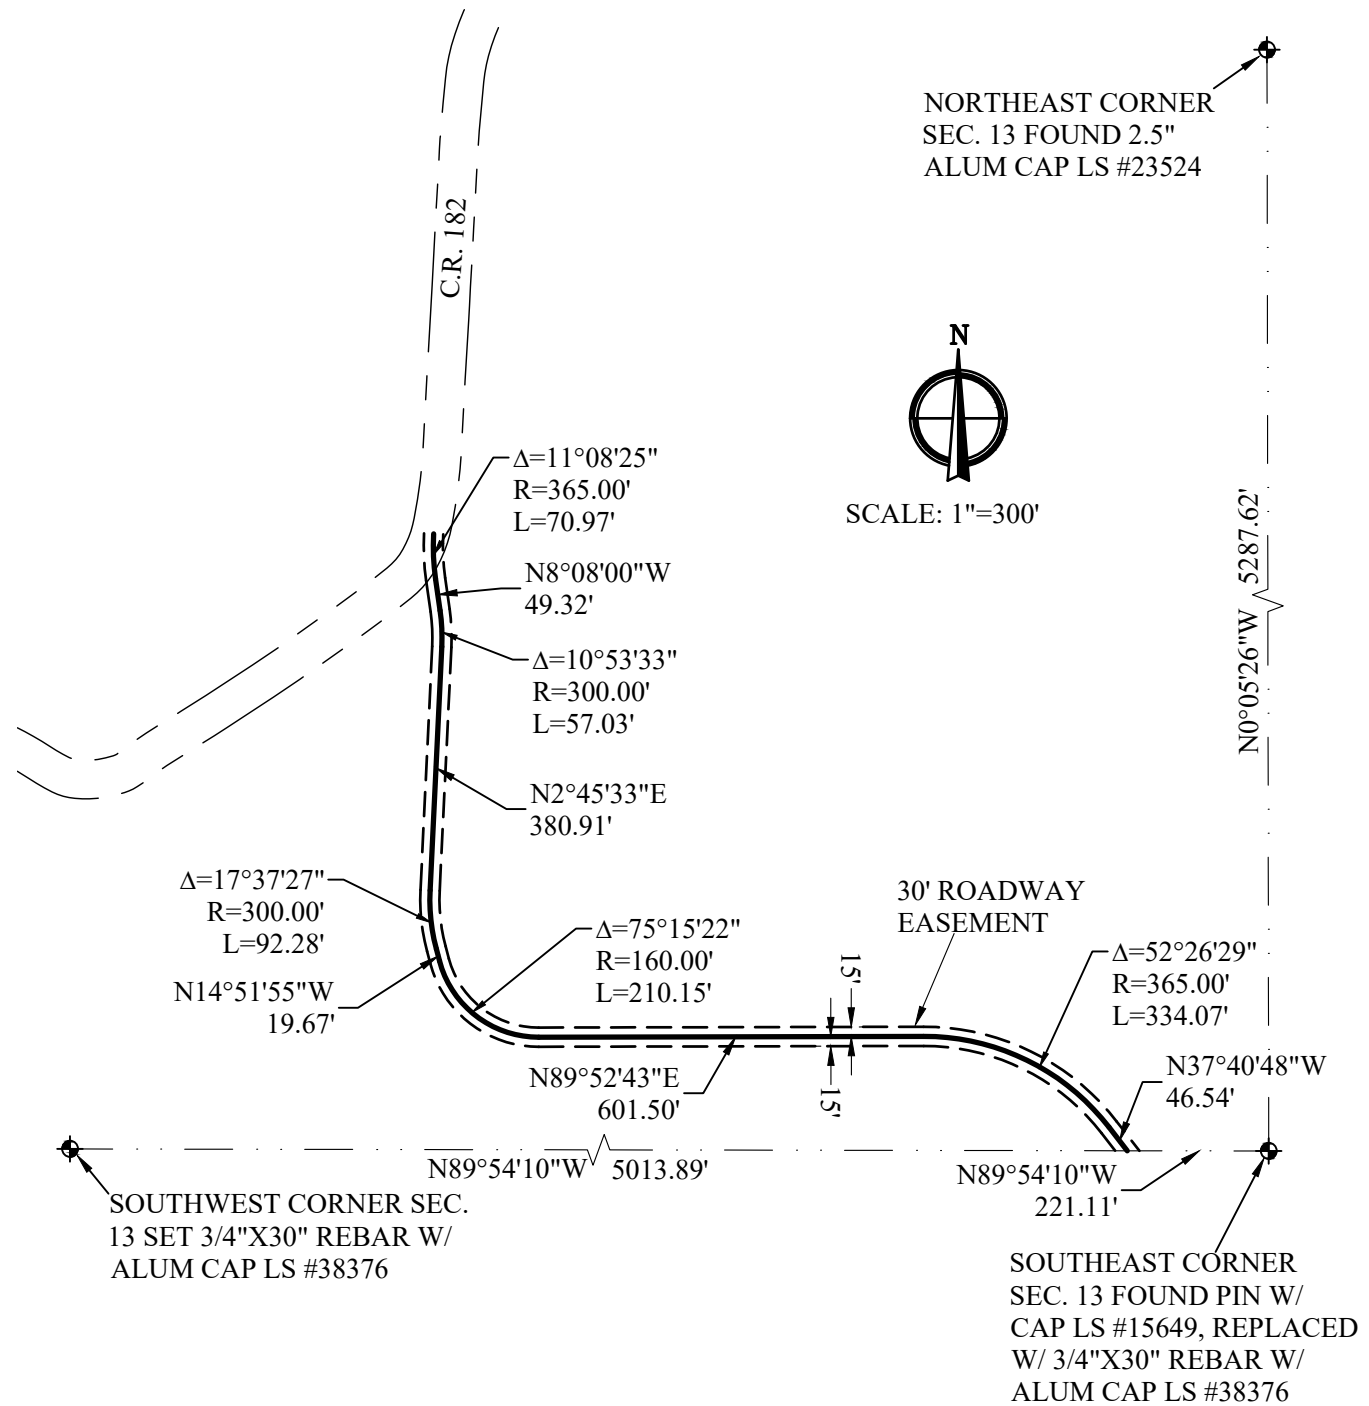 NORTHEAST CORNER
SEC. 13 FOUND 2.5"
ALUM CAP LS #23524
C.R. 182
N
SCALE: 1"=300'
Δ=11°08'25"
R=365.00'
L=70.97'
N8°08'00"W
49.32'
Δ=10°53'33"
R=300.00'
L=57.03'
N0°05'26"W 5287.62'
N2°45'33"E
380.91'
Δ=17°37'27"
R=300.00'
L=92.28'
N14°51'55"W
19.67'
Δ=75°15'22"
R=160.00'
L=210.15'
30' ROADWAY
EASEMENT
15'
15'
Δ=52°26'29"
R=365.00'
L=334.07'
N37°40'48"W
46.54'
N89°52'43"E
601.50'
N89°54'10"W 5013.89'
N89°54'10"W
221.11'
SOUTHWEST CORNER SEC.
13 SET 3/4"X30" REBAR W/
ALUM CAP LS #38376
SOUTHEAST CORNER
SEC. 13 FOUND PIN W/
CAP LS #15649, REPLACED
W/ 3/4"X30" REBAR W/
ALUM CAP LS #38376